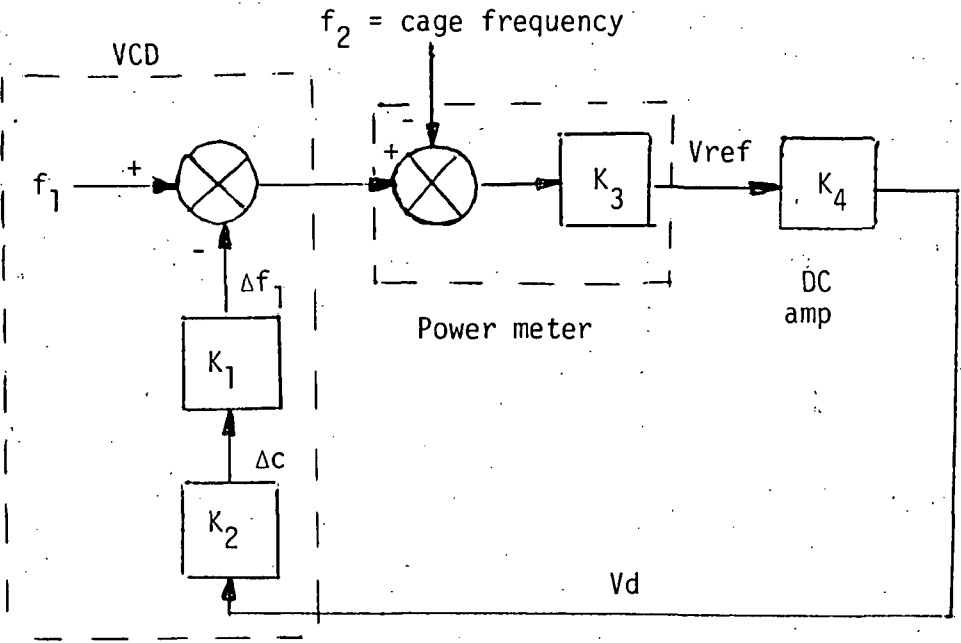 f2 = cage frequency
VCD
f1
+
-
+
-
K3
Vref
K4
DC
amp
Power meter
Δf1
K1
Δc
K2
Vd